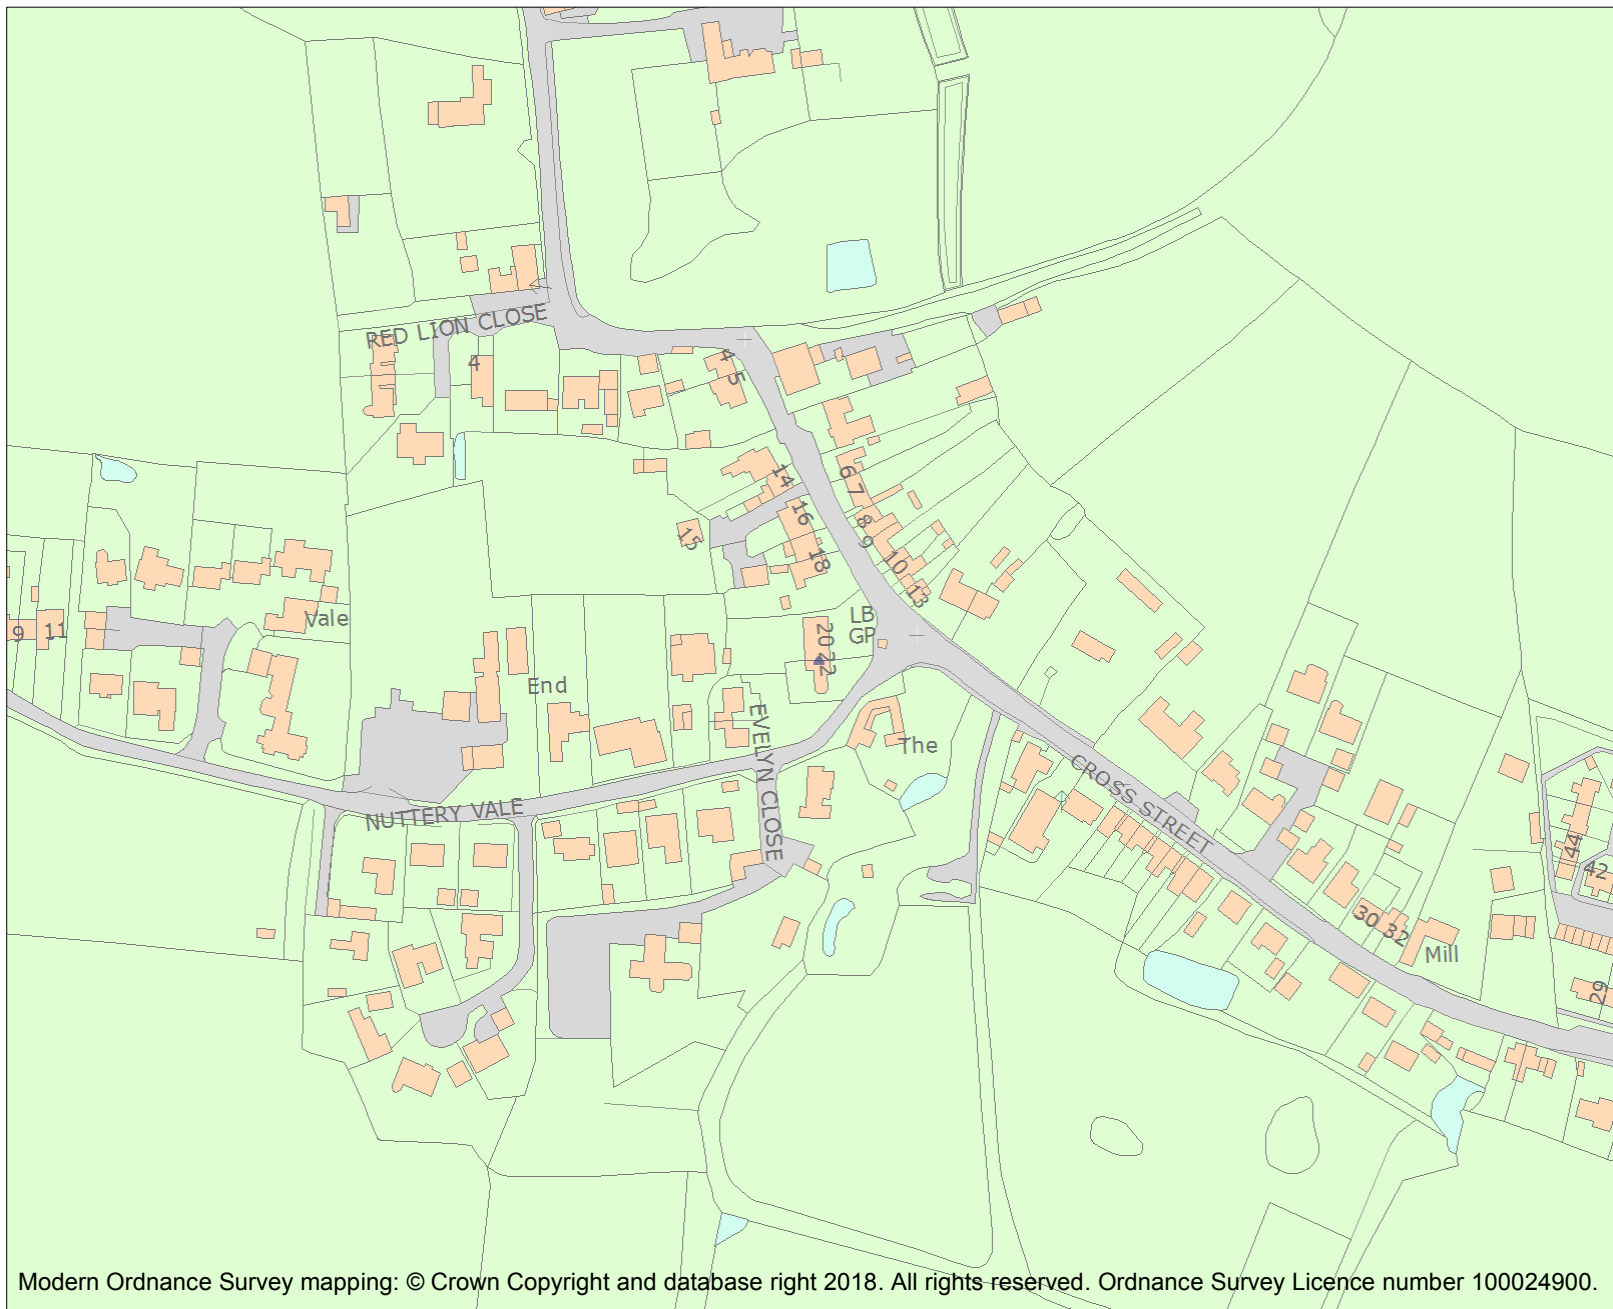 RED LION CLOSE
4
4
5
14
6
7
16
15
8
9
18
10
13
Vale
9
11
LB
GP
20
22
End
EVELYN CLOSE
The
CROSS STREET
NUTTERY VALE
44
42
30
32
Mill
29
Modern Ordnance Survey mapping: © Crown Copyright and database right 2018. All rights reserved. Ordnance Survey Licence number 100024900.